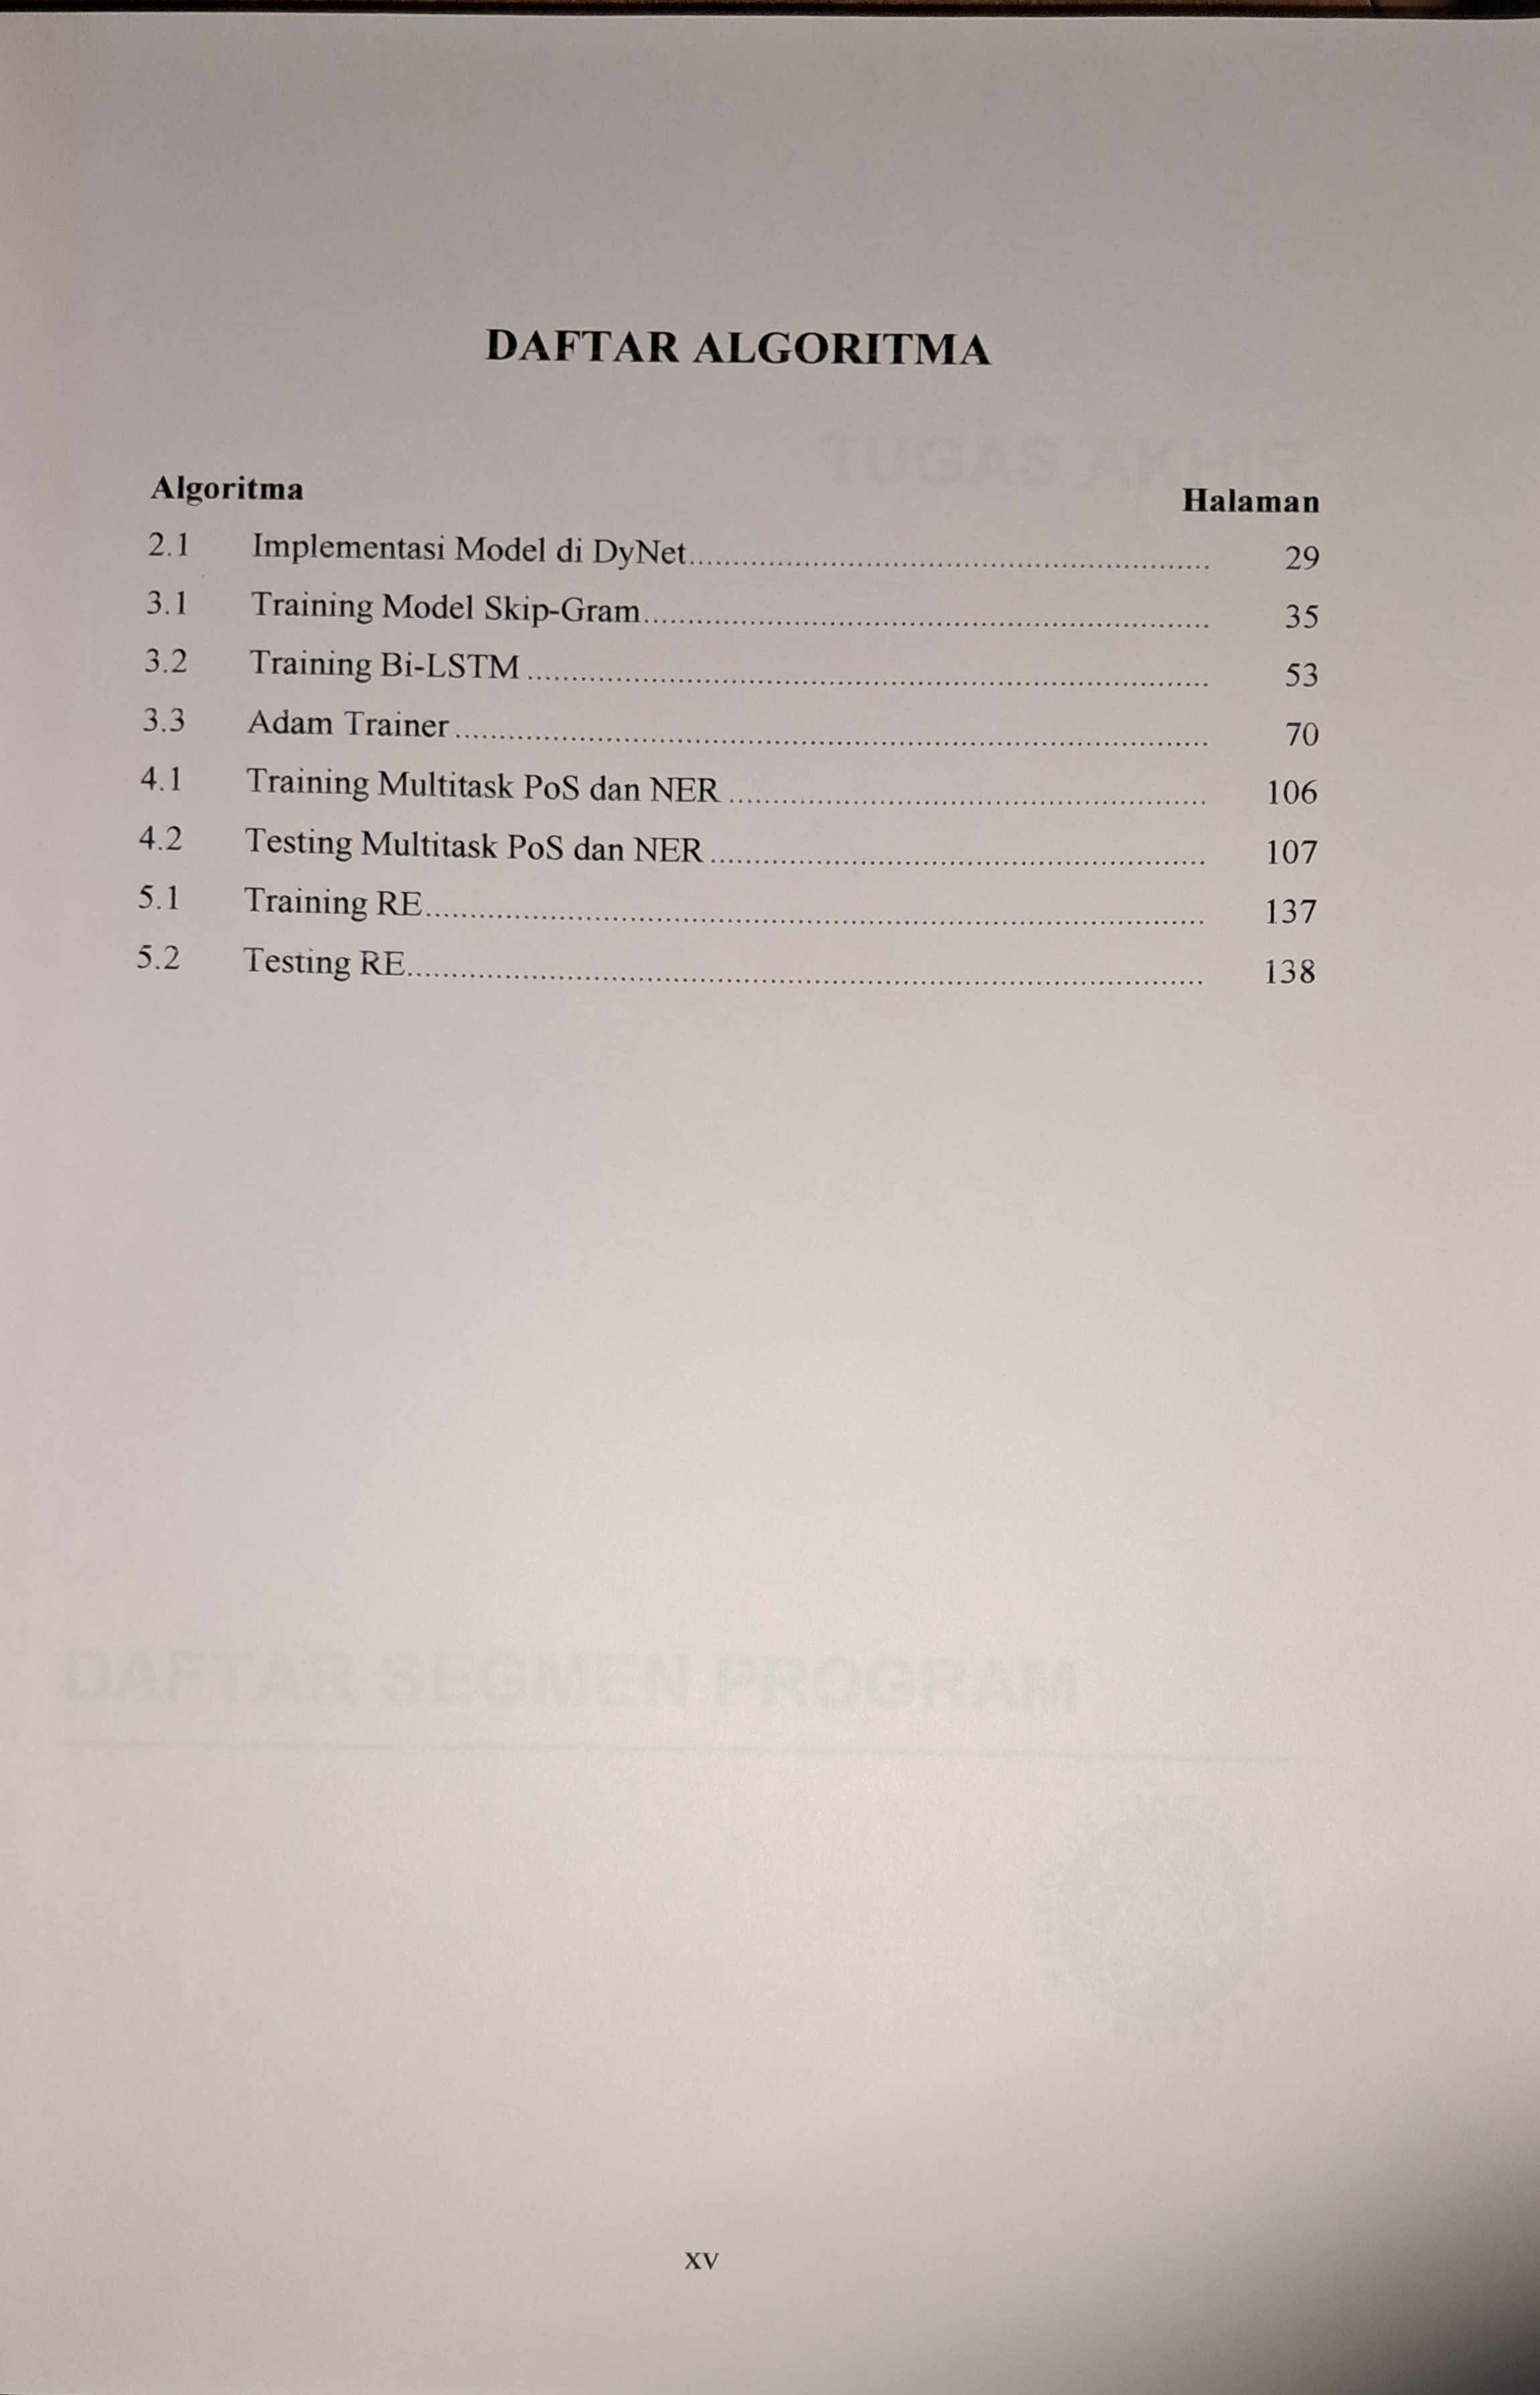 DAFTAR ALGORITMA
TUGAS AKHIR
Algoritma Halaman
2.1 Implementasi Model di DyNet........................................ 29
3.1 Training Model Skip-Gram........................................ 35
3.2 Training Bi-LSTM ........................................ 53
3.3 Adam Trainer ........................................ 70
4.1 Training Multitask PoS dan NER ........................................ 106
4.2 Testing Multitask PoS dan NER ........................................ 107
5.1 Training RE........................................ 137
5.2 Testing RE........................................ 138
DAFTAR SEGMEN PROGRAM
xv